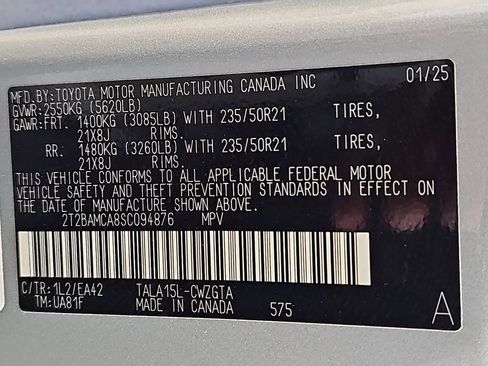 MFD.BY:TOYOTA MOTOR MANUFACTURING CANADA INC 01/25
GVWR:2550KG (5620LB)
GAWR:FRT. 1400KG (3085LB) WITH 235/50R21 TIRES,
21X8J RIMS.
RR. 1480KG (3260LB) WITH 235/50R21 TIRES,
21X8J RIMS.
THIS VEHICLE CONFORMS TO ALL APPLICABLE FEDERAL MOTOR
VEHICLE SAFETY AND THEFT PREVENTION STANDARDS IN EFFECT ON
THE DATE OF MANUFACTURE SHOWN ABOVE.
2T2BAMCA8SC094876 MPV
C/TR:1L2/EA42 TALA15L-CWZGTA
TM:UA81F MADE IN CANADA 575 A